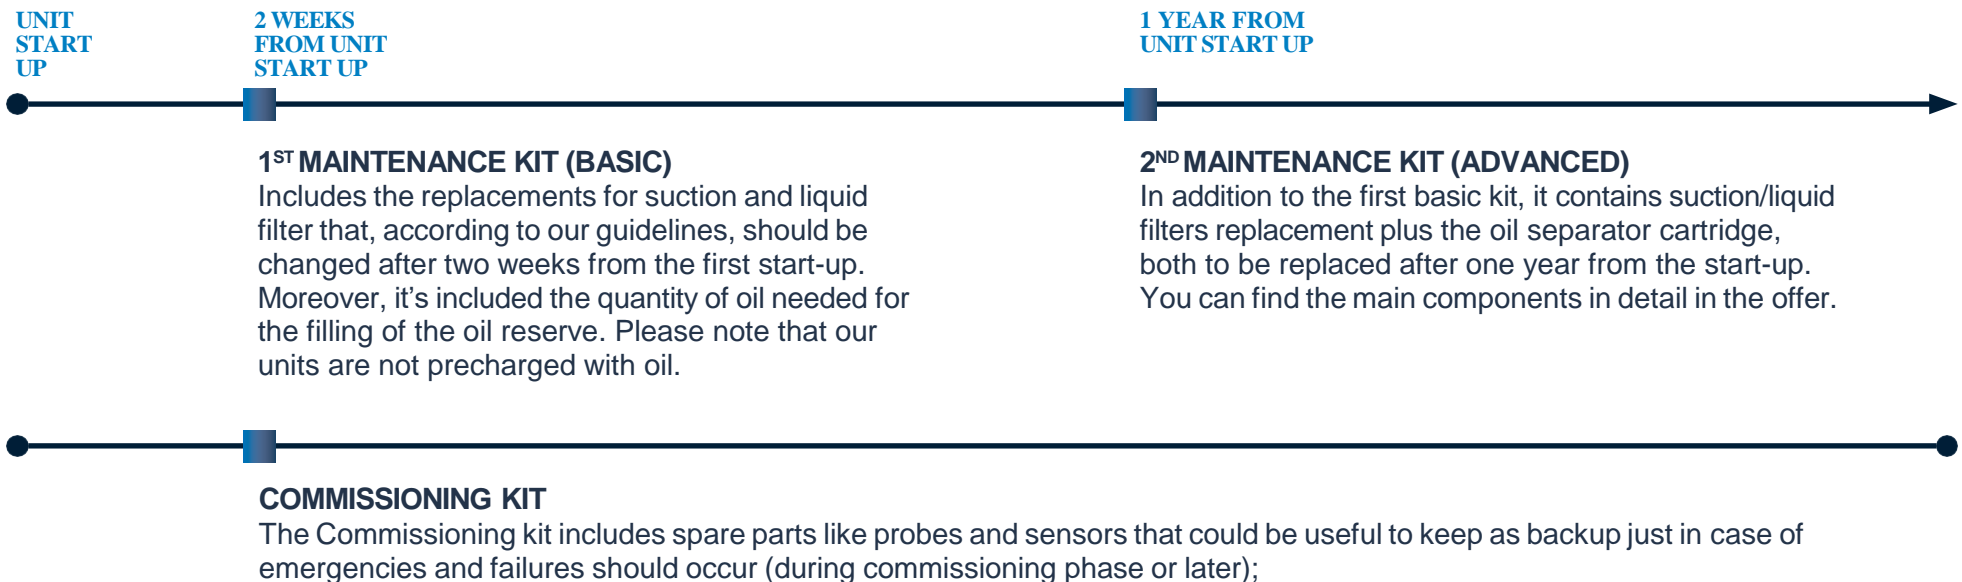 UNIT
START
UP
2 WEEKS
FROM UNIT
START UP
1 YEAR FROM
UNIT START UP
1ST MAINTENANCE KIT (BASIC)
Includes the replacements for suction and liquid
filter that, according to our guidelines, should be
changed after two weeks from the first start-up.
Moreover, it's included the quantity of oil needed for
the filling of the oil reserve. Please note that our
units are not precharged with oil.
2ND MAINTENANCE KIT (ADVANCED)
In addition to the first basic kit, it contains suction/liquid
filters replacement plus the oil separator cartridge,
both to be replaced after one year from the start-up.
You can find the main components in detail in the offer.
COMMISSIONING KIT
The Commissioning kit includes spare parts like probes and sensors that could be useful to keep as backup just in case of
emergencies and failures should occur (during commissioning phase or later);